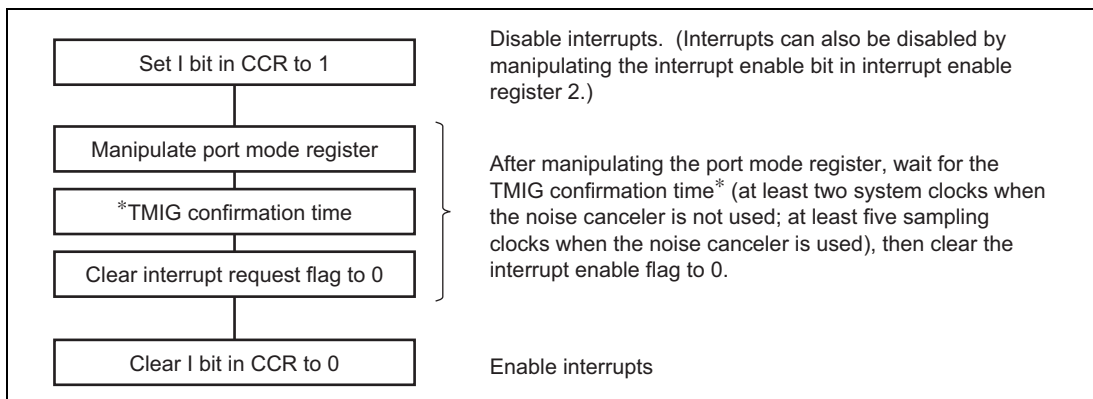 Set I bit in CCR to 1
Disable interrupts. (Interrupts can also be disabled by
manipulating the interrupt enable bit in interrupt enable
register 2.)
Manipulate port mode register
*TMIG confirmation time
Clear interrupt request flag to 0
After manipulating the port mode register, wait for the
TMIG confirmation time* (at least two system clocks when
the noise canceler is not used; at least five sampling
clocks when the noise canceler is used), then clear the
interrupt enable flag to 0.
Clear I bit in CCR to 0
Enable interrupts